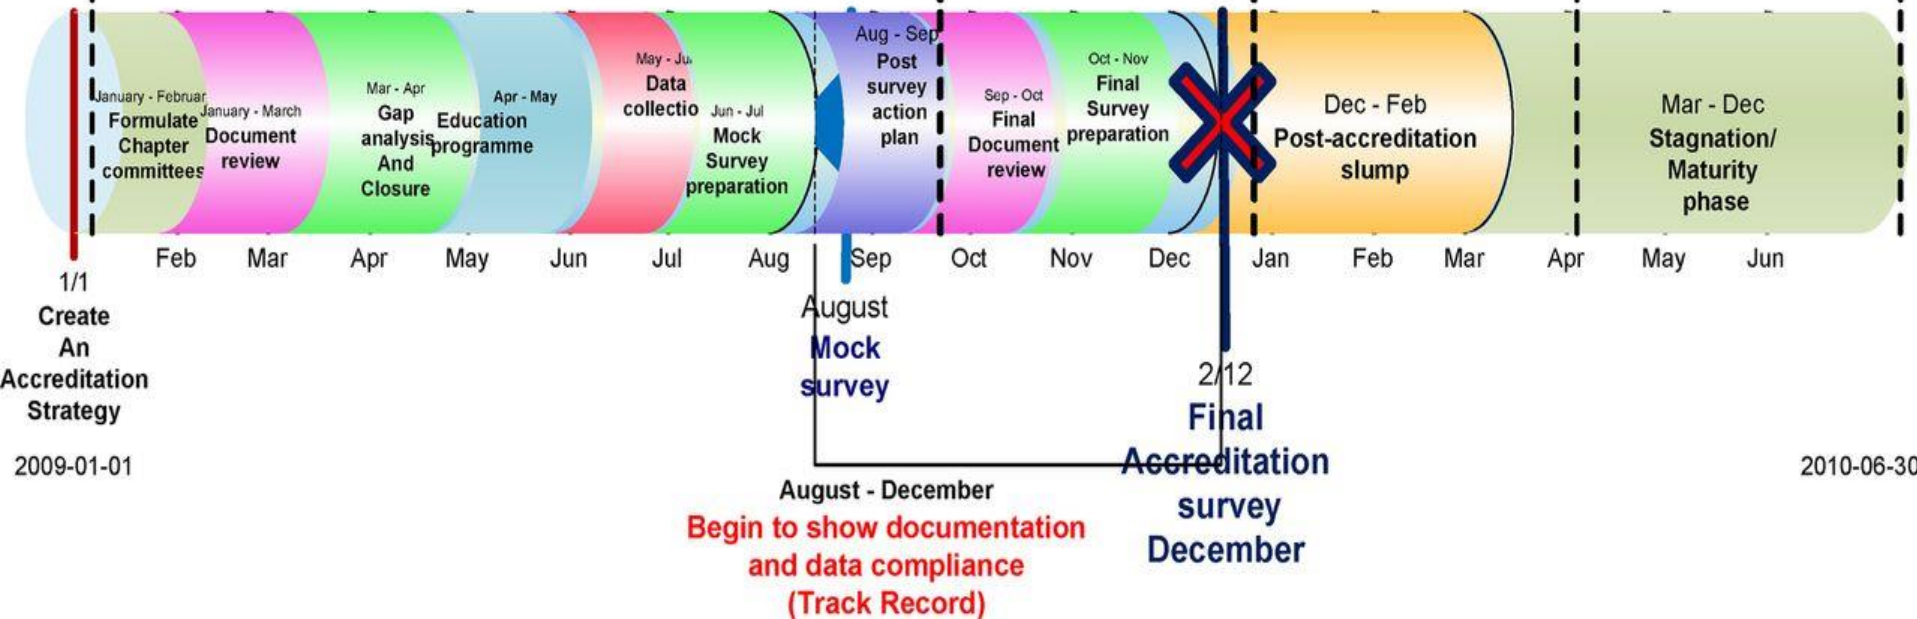 January - Februar
Formulate
Chapter
committees
January - March
Document
review
Mar - Apr
Gap
analysis
And
Closure
Apr - May
Education
programme
May - Ju
Data
collectio
Jun - Jul
Mock
Survey
preparation
Aug - Sep
Post
survey
action
plan
Sep - Oct
Final
Document
review
Oct - Nov
Final
Survey
preparation
Dec - Feb
Post-accreditation
slump
Mar - Dec
Stagnation/
Maturity
phase
Feb Mar Apr May Jun Jul Aug Sep Oct Nov Dec Jan Feb Mar Apr May Jun
1/1
Create
An
Accreditation
Strategy
2009-01-01
August
Mock
survey
August - December
Begin to show documentation
and data compliance
(Track Record)
2/12
Final
Accreditation
survey
December
2010-06-30